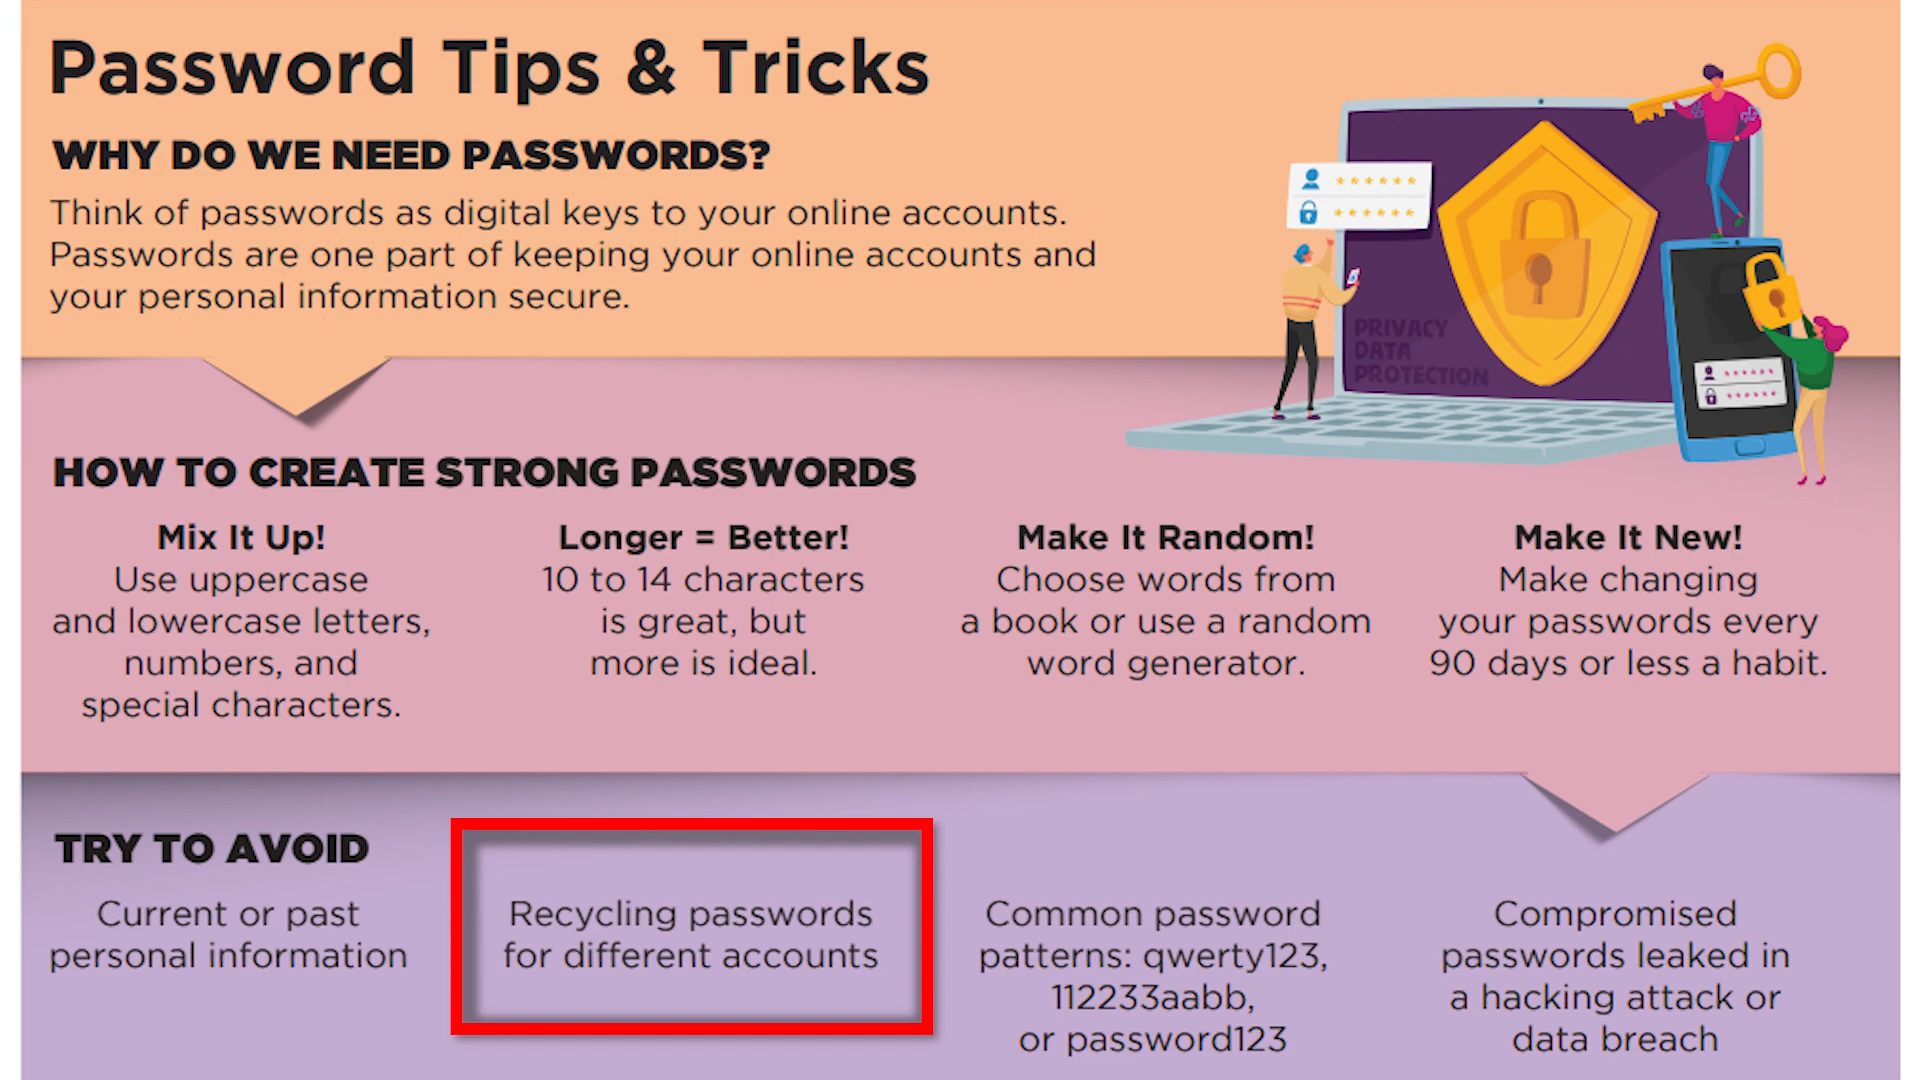 Password Tips & Tricks
WHY DO WE NEED PASSWORDS?
Think of passwords as digital keys to your online accounts.
Passwords are one part of keeping your online accounts and
your personal information secure.
PRIVACY
DATA
PROTECTION
HOW TO CREATE STRONG PASSWORDS
Mix It Up!
Use uppercase
and lowercase letters,
numbers, and
special characters.
Longer = Better!
10 to 14 characters
is great, but
more is ideal.
Make It Random!
Choose words from
a book or use a random
word generator.
Make It New!
Make changing
your passwords every
90 days or less a habit.
TRY TO AVOID
Current or past
personal information
Recycling passwords
for different accounts
Common password
patterns: qwerty123,
112233aabb,
or password123
Compromised
passwords leaked in
a hacking attack or
data breach